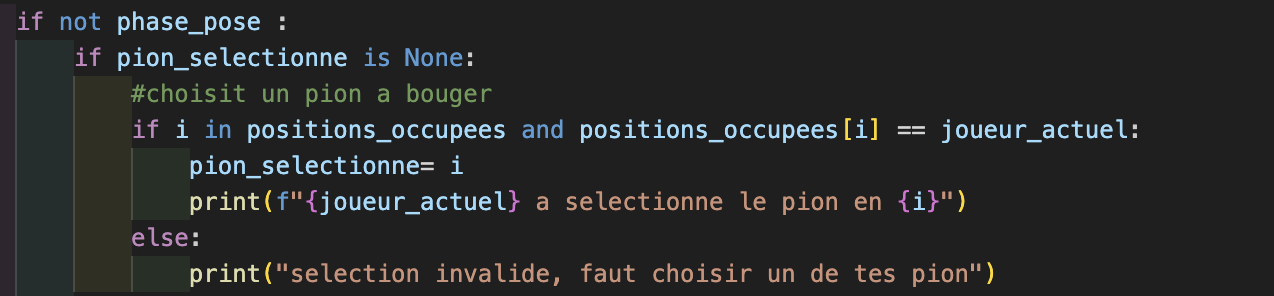 if not phase_pose :
    if pion_selectionne is None:
        #choisit un pion a bouger
        if i in positions_occupees and positions_occupees[i] == joueur_actuel:
            pion_selectionne= i
            print(f"{joueur_actuel} a selectionne le pion en {i}")
        else:
            print("selection invalide, faut choisir un de tes pion")